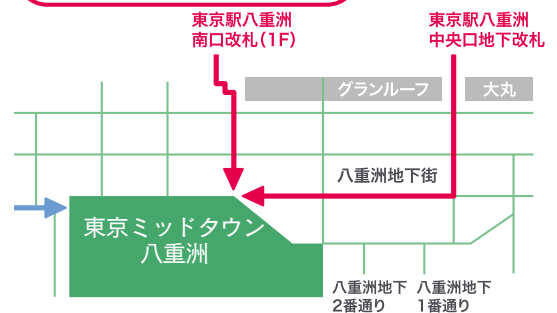 東京駅八重洲
南口改札(1F)
東京駅八重洲
中央口地下改札
グランルーフ
大丸
八重洲地下街
東京ミッドタウン
八重洲
八重洲地下
2番通り
八重洲地下
1番通り